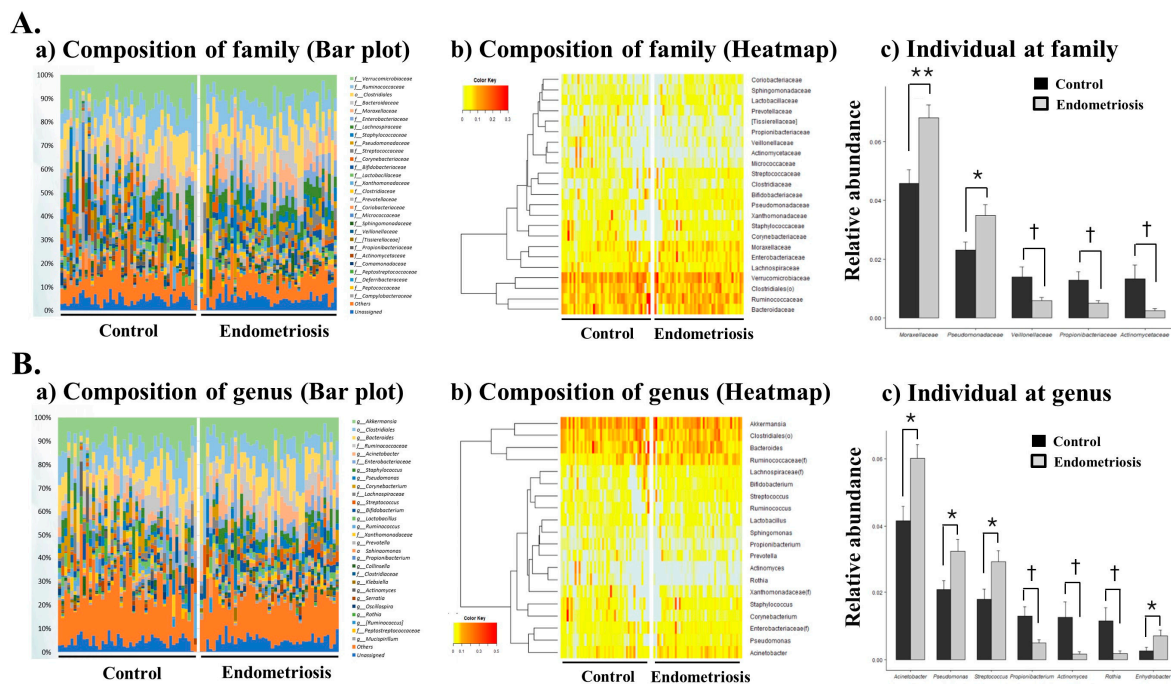 A.
a) Composition of family (Bar plot)
b) Composition of family (Heatmap)
c) Individual at family
100%
90%
80%
70%
60%
50%
40%
30%
20%
10%
0%
f__Verrucomicrobiaceae
f__Ruminococcaceae
o__Clostridiales
f__Bacteroidaceae
f__Moraxellaceae
f__Enterobacteriaceae
f__Lachnospiraceae
f__Staphylococcaceae
f__Pseudomonadaceae
f__Streptococcaceae
f__Corynebacteriaceae
f__Bifidobacteriaceae
f__Lactobacillaceae
f__Xanthomonadaceae
f__Clostridiaceae
f__Prevotellaceae
f__Coriobacteriaceae
f__Micrococcaceae
f__Sphingomonadaceae
f__Veillonellaceae
f__[Tissierellaceae]
f__Propionibacteriaceae
f__Actinomycetaceae
f__Comamonadaceae
f__Peptostreptococcaceae
f__Deferribacteraceae
f__Peptococcaceae
f__Campylobacteraceae
Others
Unassigned
Control
Endometriosis
Color Key
0
0.3
Coriobacteriaceae
Sphingomonadaceae
Lactobacillaceae
Prevotellaceae
[Tissierellaceae]
Propionibacteriaceae
Veillonellaceae
Actinomycetaceae
Micrococcaceae
Streptococcaceae
Clostridiaceae
Bifidobacteriaceae
Pseudomonadaceae
Xanthomonadaceae
Staphylococcaceae
Corynebacteriaceae
Moraxellaceae
Enterobacteriaceae
Lachnospiraceae
Verrucomicrobiaceae
Clostridiales(o)
Ruminococcaceae
Bacteroidaceae
Control
Endometriosis
Relative abundance
0.06
0.04
0.02
0.00
Control
Endometriosis
**
*
†
†
†
Moraxellaceae
Pseudomonadaceae
Veillonellaceae
Propionibacteriaceae
Actinomycetaceae
B.
a) Composition of genus (Bar plot)
b) Composition of genus (Heatmap)
c) Individual at genus
100%
90%
80%
70%
60%
50%
40%
30%
20%
10%
0%
g__Akkermansia
o__Clostridiales
g__Bacteroides
f__Ruminococcaceae
g__Acinetobacter
f__Enterobacteriaceae
g__Staphylococcus
g__Pseudomonas
g__Corynebacterium
f__Lachnospiraceae
g__Streptococcus
g__Bifidobacterium
g__Lactobacillus
g__Ruminococcus
f__Xanthomonadaceae
g__Prevotella
g__Propionibacterium
g__Collinsella
f__Clostridiaceae
g__Klebsiella
g__Actinomyces
g__Serratia
g__Oscillospira
g__Rothia
g__[Ruminococcus]
f__Peptostreptococcaceae
g__Mucispirillum
Others
Unassigned
Control
Endometriosis
Akkermansia
Clostridiales(o)
Bacteroides
Ruminococcaceae(f)
Lachnospiraceae(f)
Bifidobacterium
Streptococcus
Ruminococcus
Lactobacillus
Sphingomonas
Propionibacterium
Prevotella
Actinomyces
Rothia
Xanthomonadaceae(f)
Staphylococcus
Corynebacterium
Enterobacteriaceae(f)
Pseudomonas
Acinetobacter
Color Key
Control
Endometriosis
Relative abundance
0.06
0.04
0.02
0.00
Control
Endometriosis
*
*
*
†
†
†
*
Acinetobacter
Pseudomonas
Streptococcus
Propionibacterium
Actinomyces
Rothia
Enhydrobacter